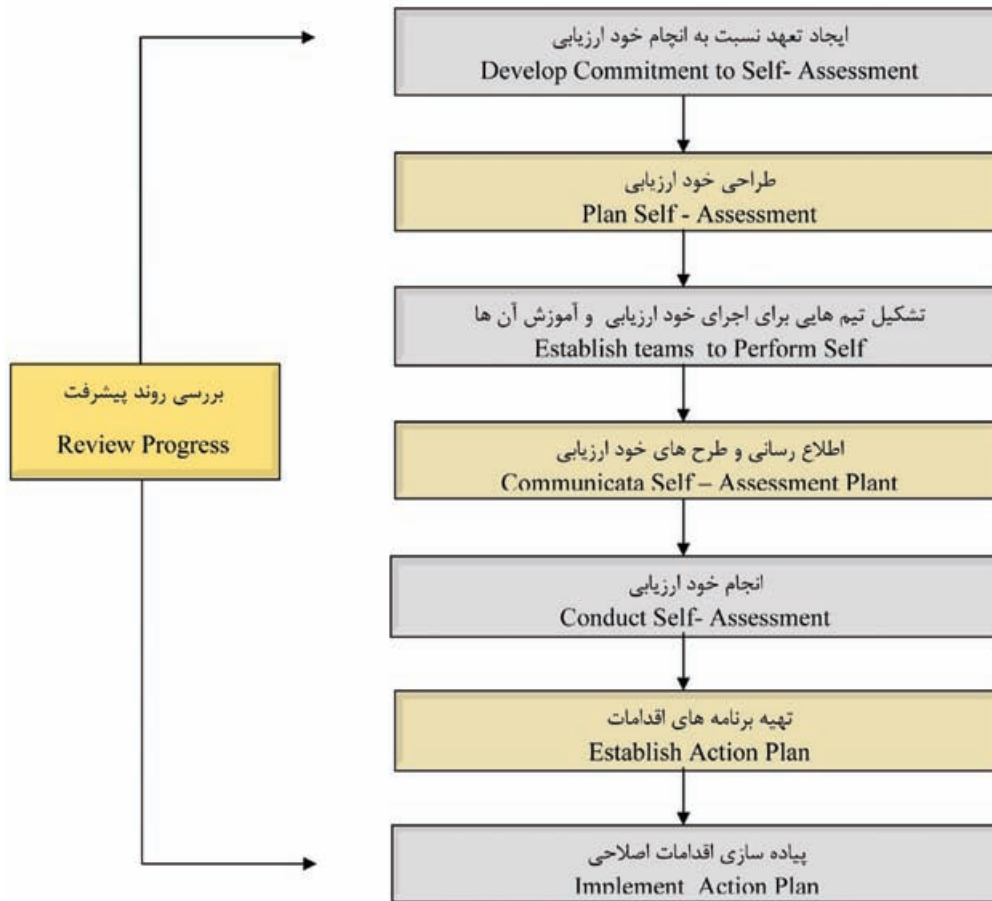 ایجاد تعهد نسبت به انجام خود ارزیابی
Develop Commitment to Self- Assessment
طراحی خود ارزیابی
Plan Self - Assessment
تشکیل تیم هایی برای اجرای خود ارزیابی و آموزش آن ها
Establish teams to Perform Self
بررسی روند پیشرفت
Review Progress
اطلاع رسانی و طرح های خود ارزیابی
Communicata Self – Assessment Plant
انجام خود ارزیابی
Conduct Self- Assessment
تهیه برنامه های اقدامات
Establish Action Plan
پیاده سازی اقدامات اصلاحی
Implement Action Plan